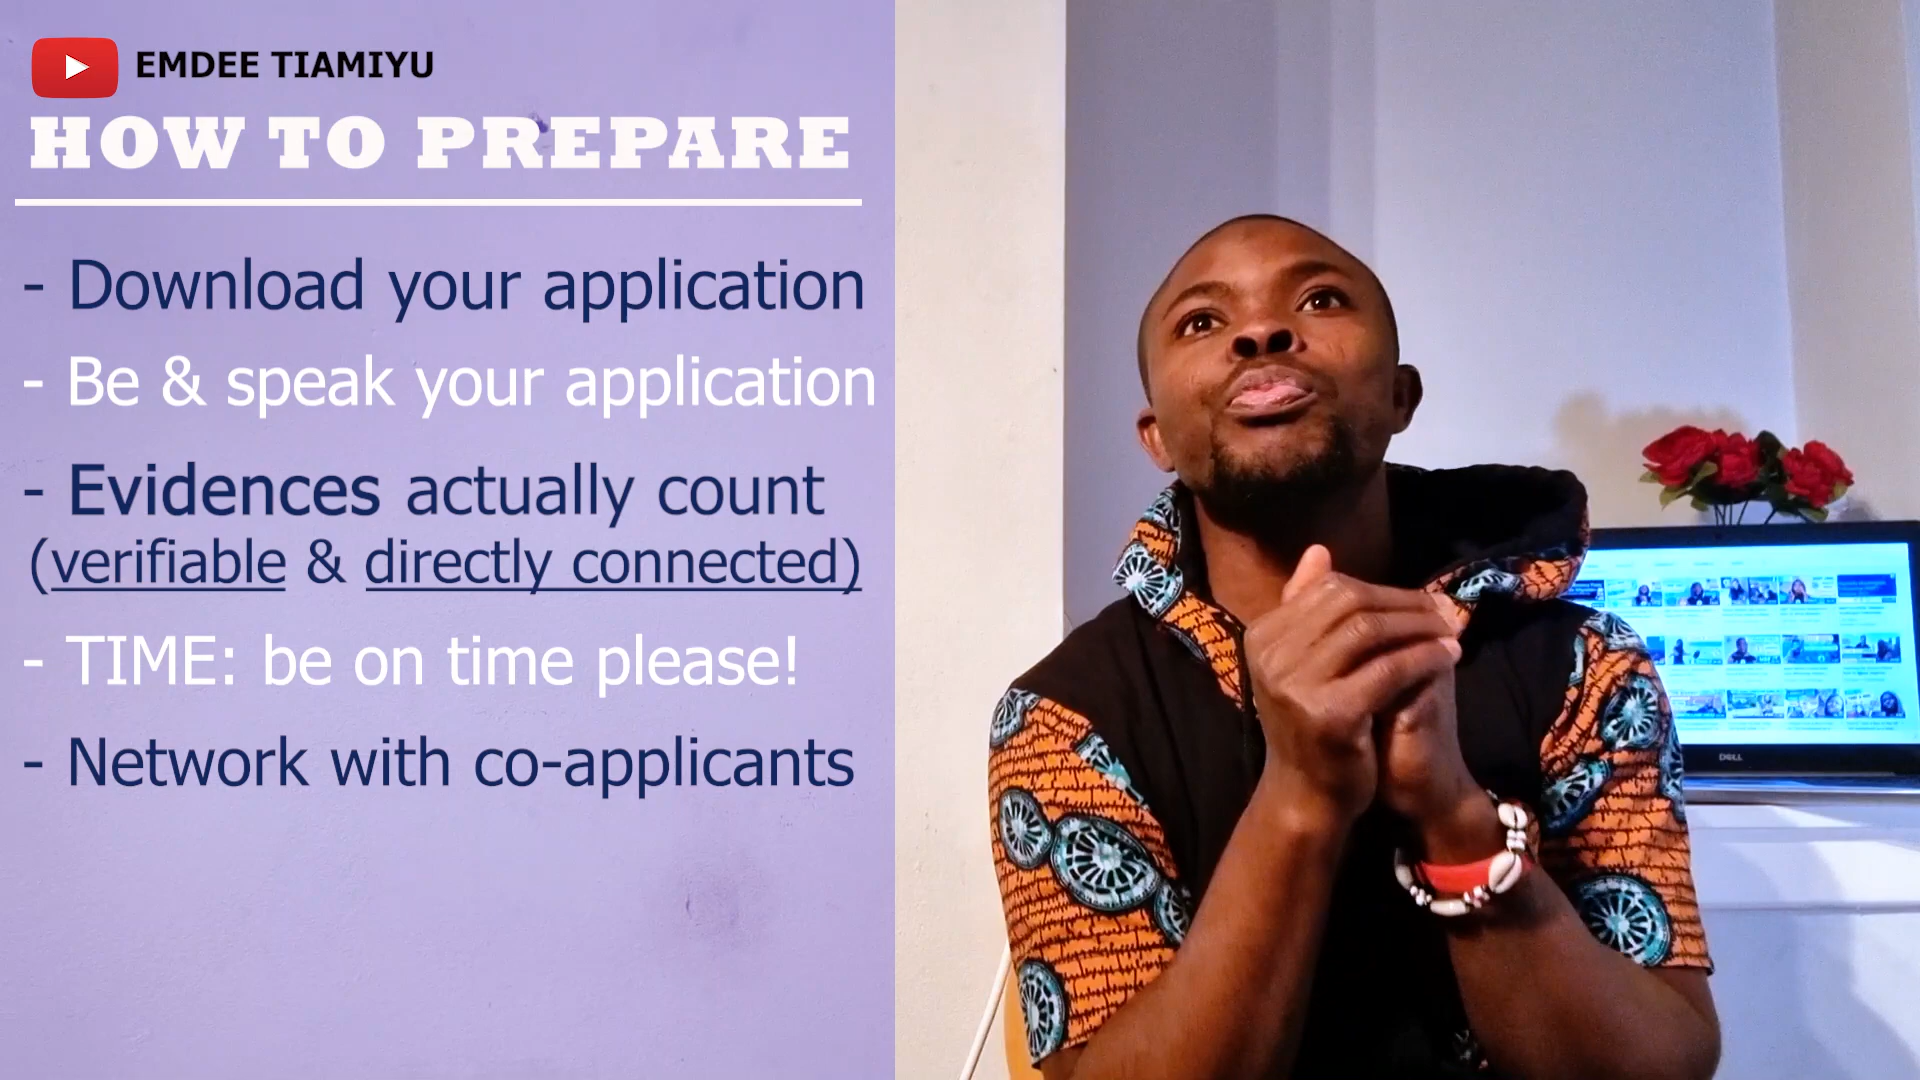 EMDEE TIAMIYU
HOW TO PREPARE
- Download your application
- Be & speak your application
- Evidences actually count
(verifiable & directly connected)
- TIME: be on time please!
- Network with co-applicants
DELL